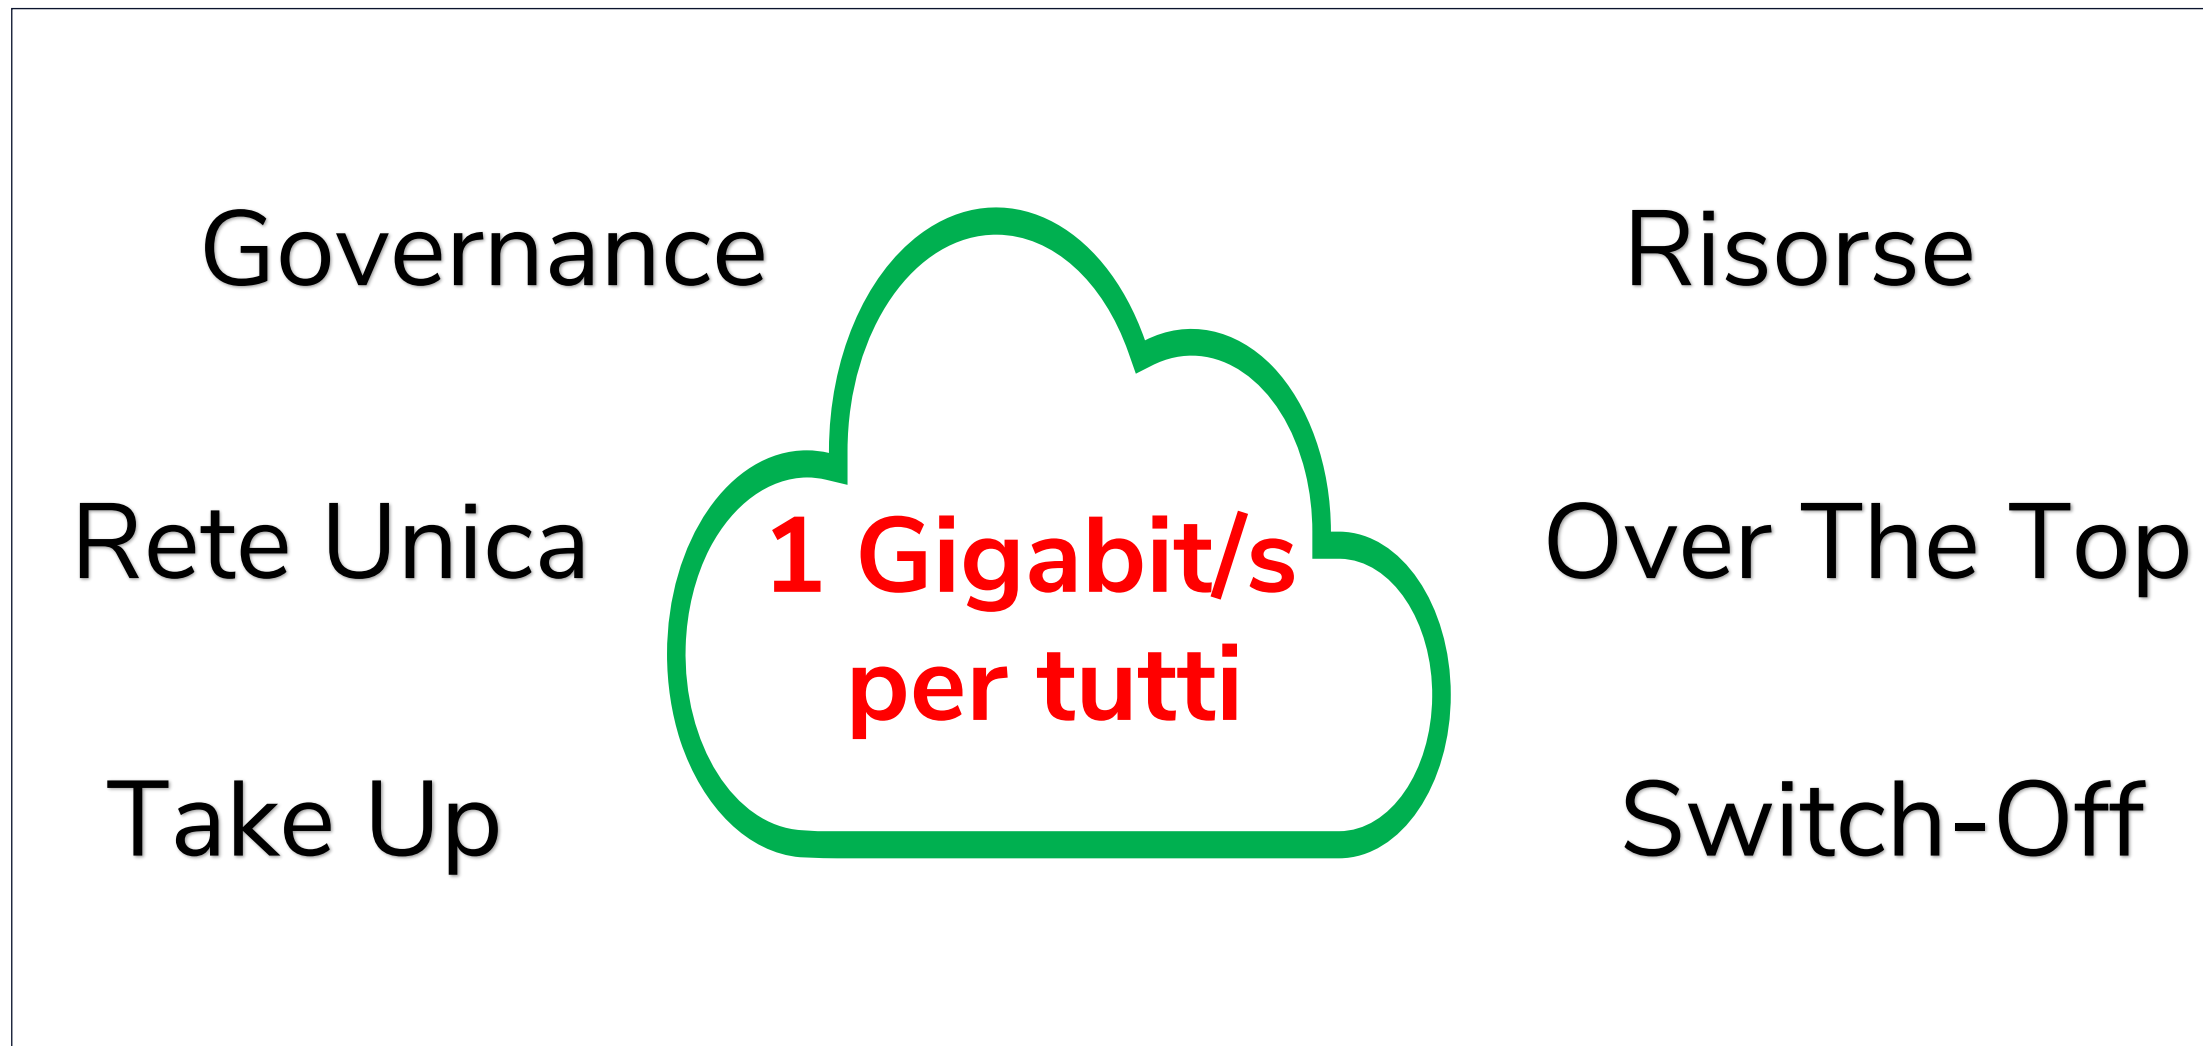 Governance
Risorse
Rete Unica
1 Gigabit/s
per tutti
Over The Top
Take Up
Switch-Off